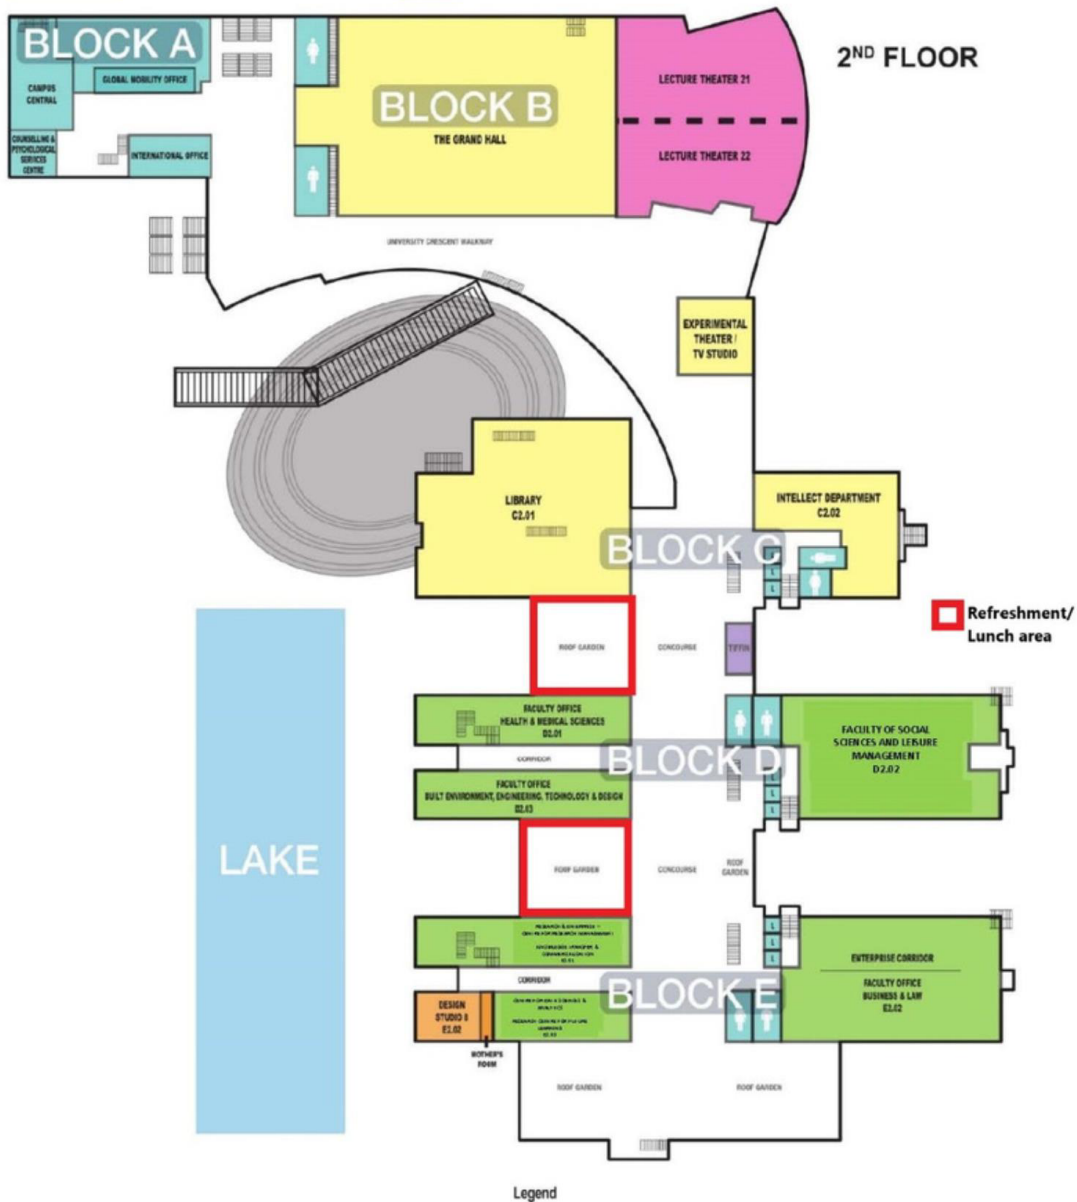 BLOCK A
GLOBAL MOBILITY OFFICE
CAMPUS
CENTRAL
COUNSELLING &
PSYCHOLOGICAL
SERVICES
CENTRE
INTERNATIONAL OFFICE
BLOCK B
THE GRAND HALL
LECTURE THEATER 21
LECTURE THEATER 22
2ND FLOOR
UNIVERSITY CRESCENT WALKWAY
EXPERIMENTAL
THEATER /
TV STUDIO
LIBRARY
C2.01
INTELLECT DEPARTMENT
C2.02
BLOCK C
Refreshment/
Lunch area
ROOF GARDEN
CONCOURSE
TIFFIN
FACULTY OFFICE
HEALTH & MEDICAL SCIENCES
D2.01
CORRIDOR
BLOCK D
FACULTY OF SOCIAL
SCIENCES AND LEISURE
MANAGEMENT
D2.02
FACULTY OFFICE
BUILT ENVIRONMENT, ENGINEERING, TECHNOLOGY & DESIGN
D2.03
LAKE
ROOF GARDEN
CONCOURSE
ROOF
GARDEN
CORRIDOR
BLOCK E
ENTERPRISE CORRIDOR
FACULTY OFFICE
BUSINESS & LAW
E2.02
DESIGN
STUDIO II
E2.02
MOTHER'S
ROOM
ROOF GARDEN
ROOF GARDEN
Legend